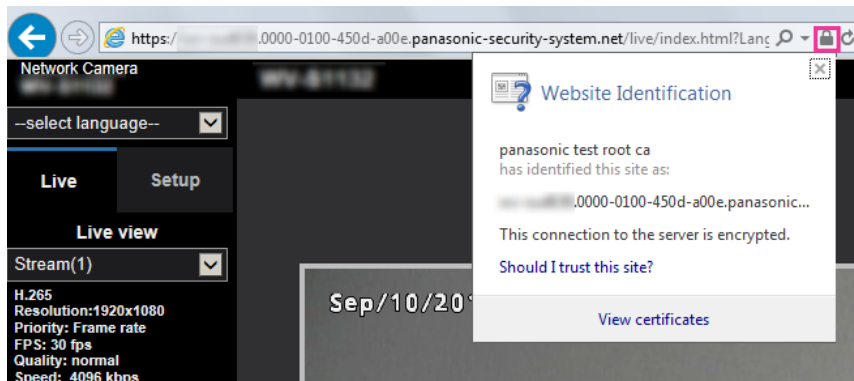 https:/ .0000-0100-450d-a00e.panasonic-security-system.net/live/index.html?Lang
Network Camera
--select language--
Live Setup
Live view
Stream(1)
H.265
Resolution:1920x1080
Priority: Frame rate
FPS: 30 fps
Quality: normal
Speed: 4096 kbps
Sep/10/20
Website Identification
panasonic test root ca
has identified this site as:
.0000-0100-450d-a00e.panasonic...
This connection to the server is encrypted.
Should I trust this site?
View certificates